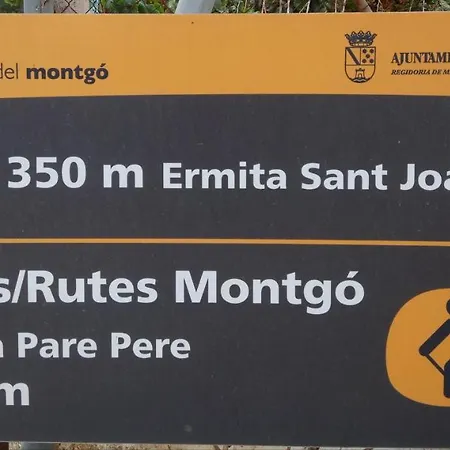 del montgó
AJUNTAME
REGIDORIA DE M
350 m Ermita Sant Joa
s/Rutes Montgó
a Pare Pere
m